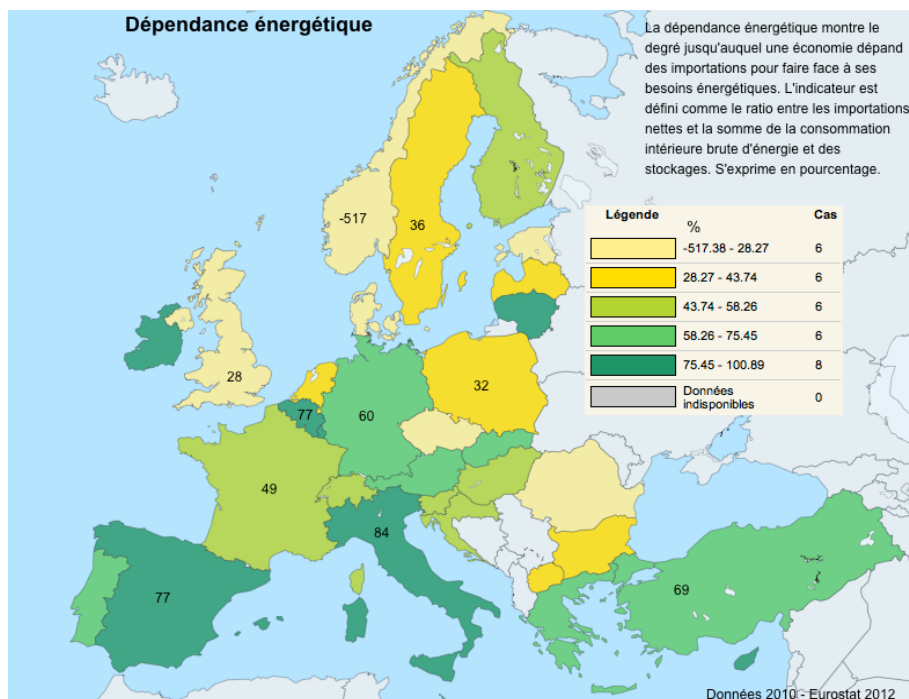 Dépendance énergétique
La dépendance énergétique montre le
degré jusqu'auquel une économie dépend
des importations pour faire face à ses
besoins énergétiques. L'indicateur est
défini comme le ratio entre les importations
nettes et la somme de la consommation
intérieure brute d'énergie et des
stockages. S'exprime en pourcentage.
Légende % Cas
-517.38 - 28.27 6
28.27 - 43.74 6
43.74 - 58.26 6
58.26 - 75.45 6
75.45 - 100.89 8
Données
indisponibles 0
-517
36
28
77
60
32
49
84
77
69
Données 2010 - Eurostat 2012